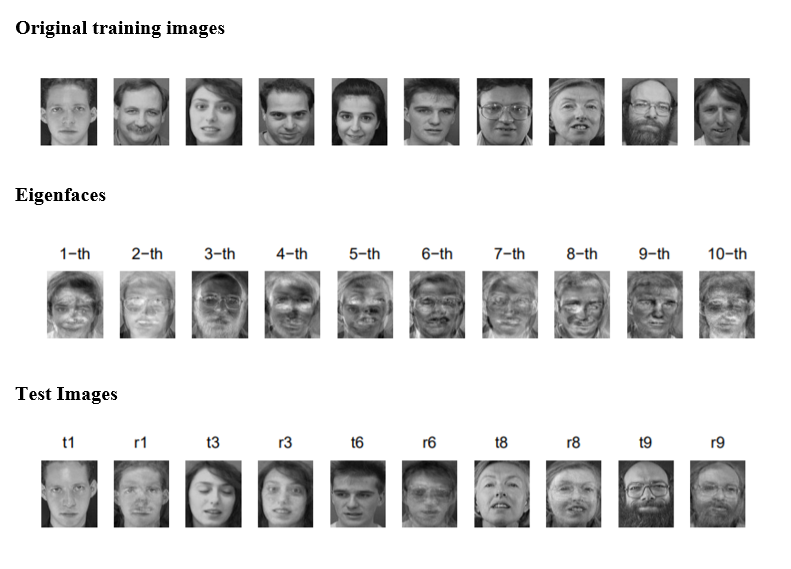 Original training images
Eigenfaces
1−th 2−th 3−th 4−th 5−th 6−th 7−th 8−th 9−th 10−th
Test Images
t1 r1 t3 r3 t6 r6 t8 r8 t9 r9